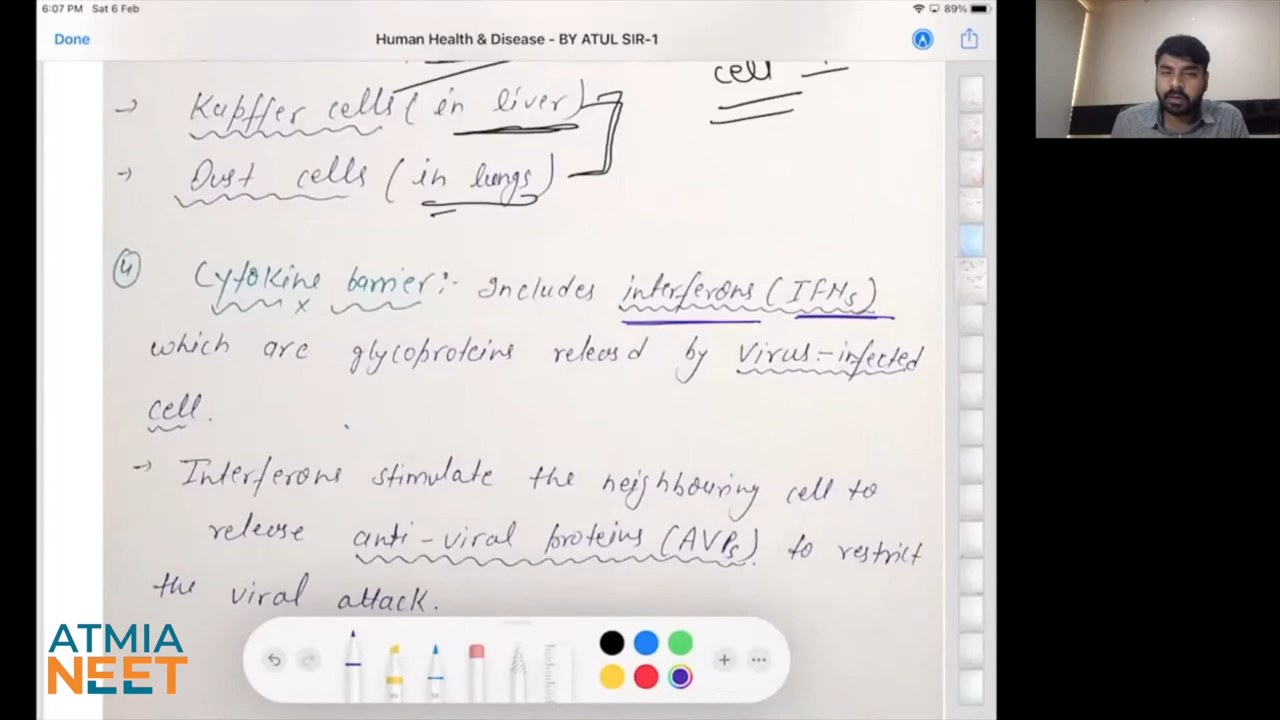 6:07 PM Sat 6 Feb
89%
Done
Human Health & Disease - BY ATUL SIR-1
cell
→ Kupffer cells (in liver)
→ Dust cells (in lungs)
4 Cytokine barrier:- Includes interferons (IFNs)
which are glycoproteins released by virus-infected
cell.
→ Interferons stimulate the neighbouring cell to
release anti-viral proteins (AVPs) to restrict
the viral attack.
ATMIA
NEET